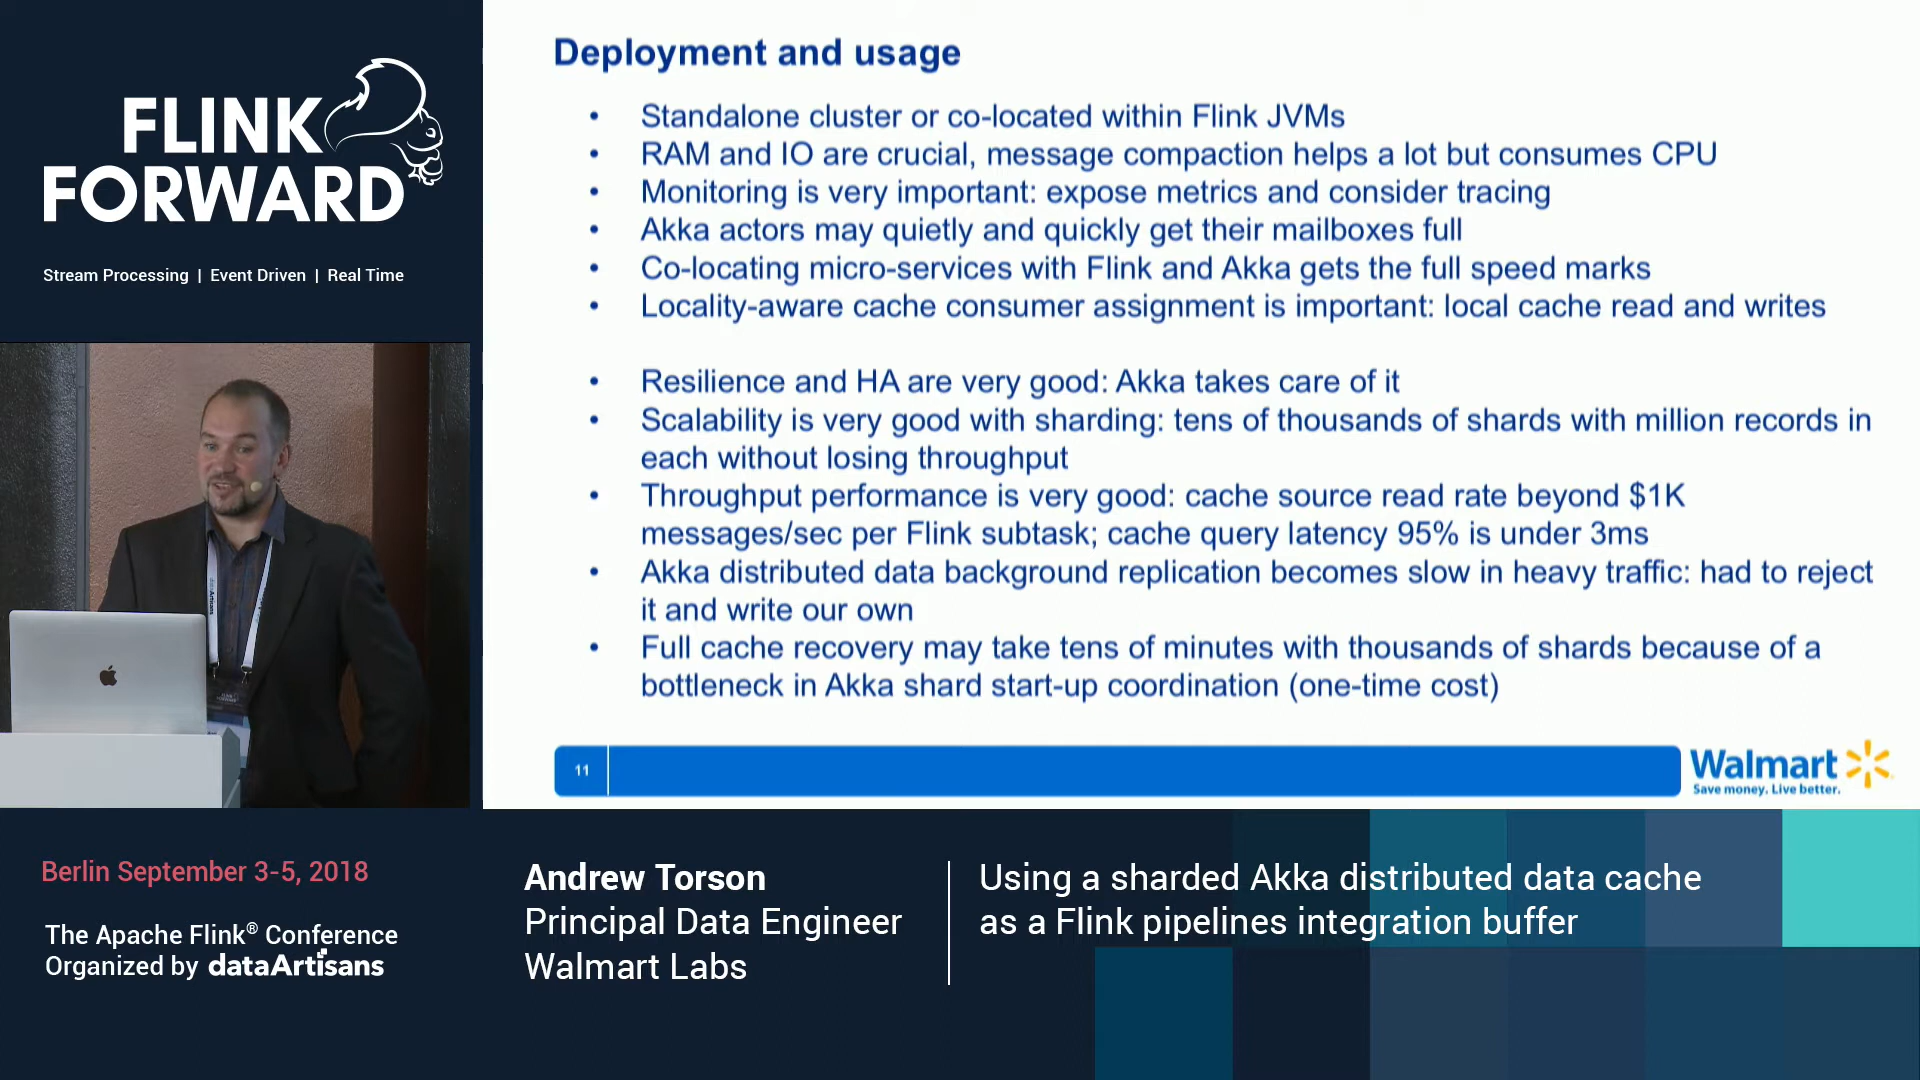 FLINK
FORWARD
Stream Processing | Event Driven | Real Time
Deployment and usage
• Standalone cluster or co-located within Flink JVMs
• RAM and IO are crucial, message compaction helps a lot but consumes CPU
• Monitoring is very important: expose metrics and consider tracing
• Akka actors may quietly and quickly get their mailboxes full
• Co-locating micro-services with Flink and Akka gets the full speed marks
• Locality-aware cache consumer assignment is important: local cache read and writes
• Resilience and HA are very good: Akka takes care of it
• Scalability is very good with sharding: tens of thousands of shards with million records in
each without losing throughput
• Throughput performance is very good: cache source read rate beyond $1K
messages/sec per Flink subtask; cache query latency 95% is under 3ms
• Akka distributed data background replication becomes slow in heavy traffic: had to reject
it and write our own
• Full cache recovery may take tens of minutes with thousands of shards because of a
bottleneck in Akka shard start-up coordination (one-time cost)
11
Walmart
Save money. Live better.
Berlin September 3-5, 2018
The Apache Flink® Conference
Organized by dataArtisans
Andrew Torson
Principal Data Engineer
Walmart Labs
Using a sharded Akka distributed data cache
as a Flink pipelines integration buffer